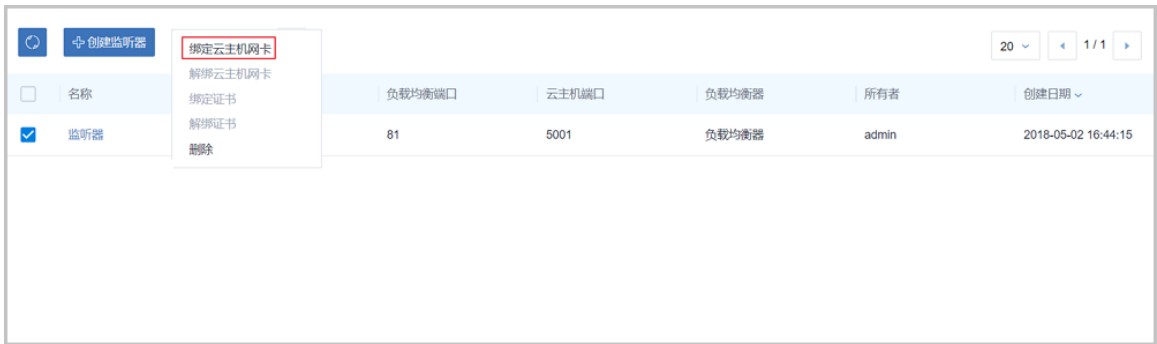 创建监听器
绑定云主机网卡
解绑云主机网卡
绑定证书
解绑证书
删除
20
1 / 1
名称 负载均衡端口 云主机端口 负载均衡器 所有者 创建日期
监听器 81 5001 负载均衡器 admin 2018-05-02 16:44:15